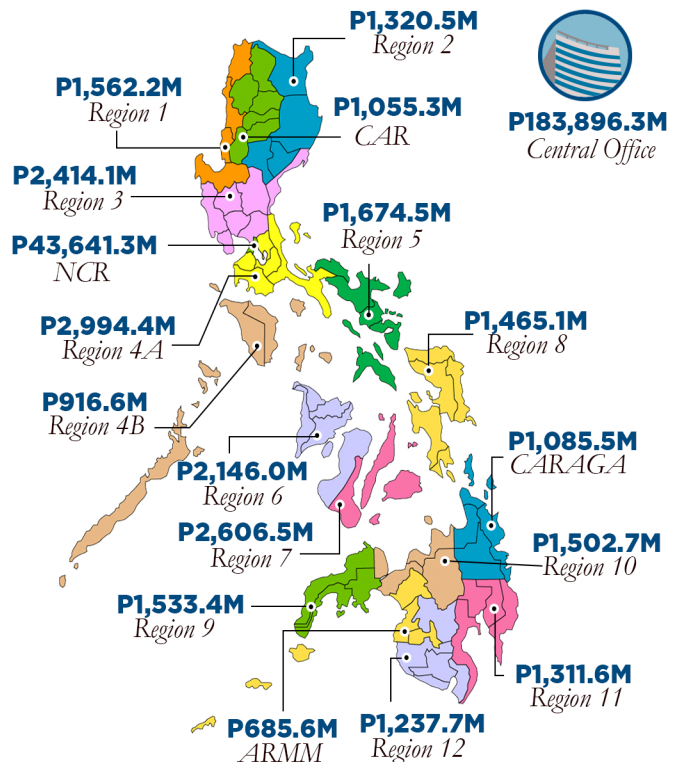 P1,320.5M
Region 2
P1,562.2M
Region 1
P1,055.3M
CAR
P183,896.3M
Central Office
P2,414.1M
Region 3
P1,674.5M
Region 5
P43,641.3M
NCR
P2,994.4M
Region 4A
P1,465.1M
Region 8
P916.6M
Region 4B
P1,085.5M
CARAGA
P2,146.0M
Region 6
P2,606.5M
Region 7
P1,502.7M
Region 10
P1,533.4M
Region 9
P1,311.6M
Region 11
P685.6M
ARMM
P1,237.7M
Region 12